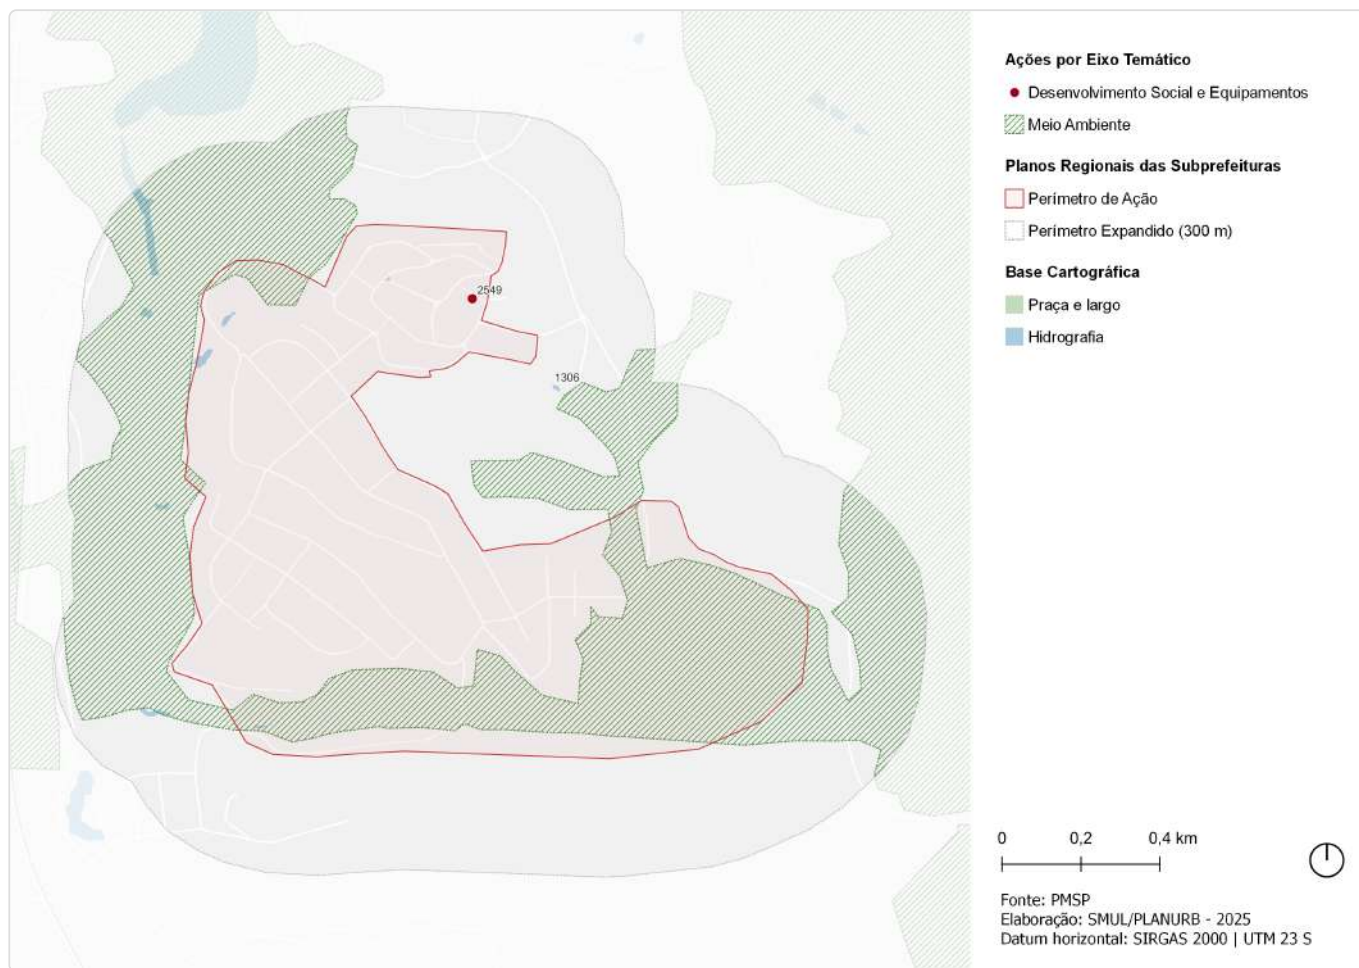 Ações por Eixo Temático
Desenvolvimento Social e Equipamentos
Meio Ambiente
Planos Regionais das Subprefeituras
Perímetro de Ação
Perímetro Expandido (300 m)
Base Cartográfica
Praça e largo
Hidrografia
2549
1306
0 0,2 0,4 km
Fonte: PMSP
Elaboração: SMUL/PLANURB - 2025
Datum horizontal: SIRGAS 2000 | UTM 23 S